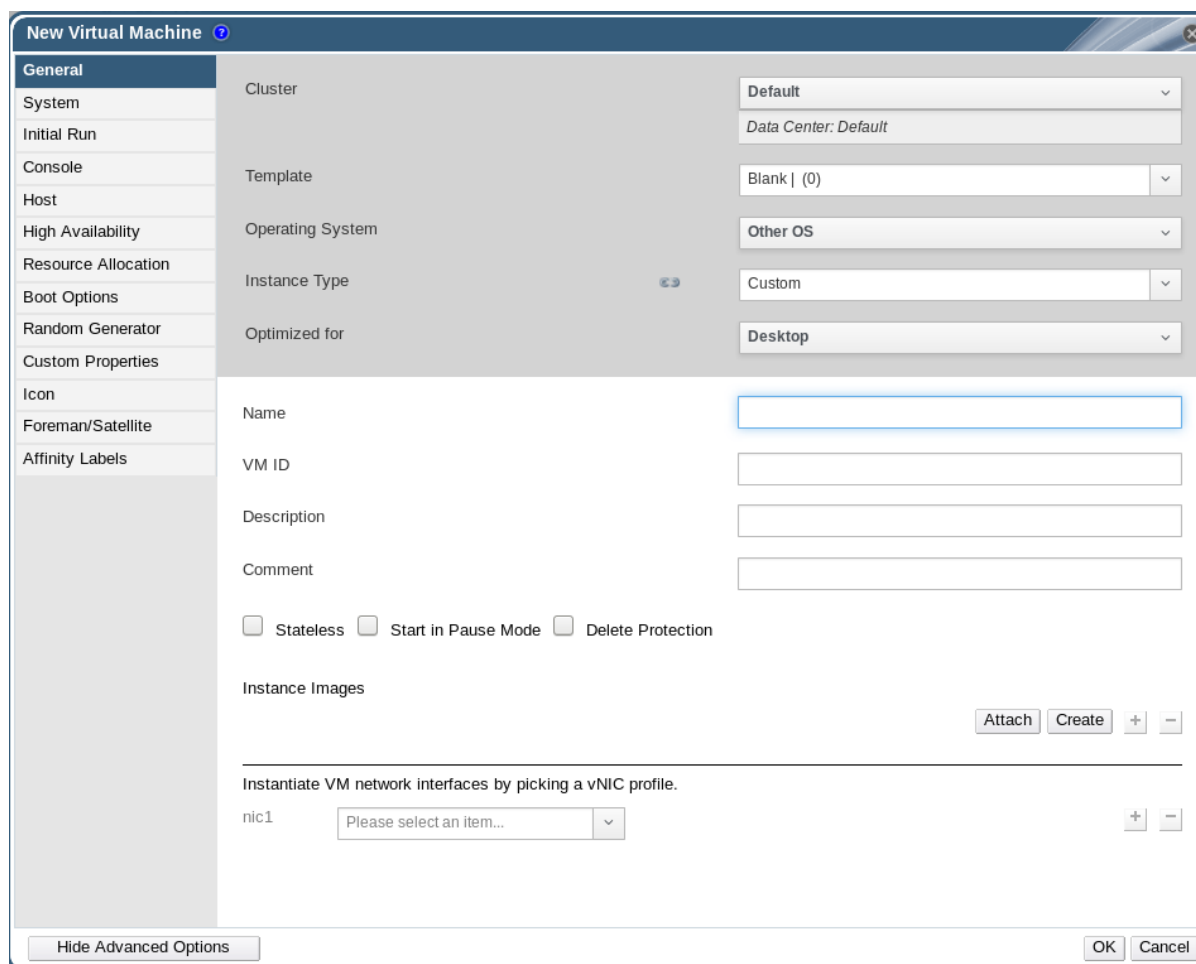 New Virtual Machine ?
General
System
Initial Run
Console
Host
High Availability
Resource Allocation
Boot Options
Random Generator
Custom Properties
Icon
Foreman/Satellite
Affinity Labels
Cluster
Default
Data Center: Default
Template
Blank | (0)
Operating System
Other OS
Instance Type
Custom
Optimized for
Desktop
Name
VM ID
Description
Comment
Stateless Start in Pause Mode Delete Protection
Instance Images
Attach Create + −
Instantiate VM network interfaces by picking a vNIC profile.
nic1 Please select an item... + −
Hide Advanced Options OK Cancel